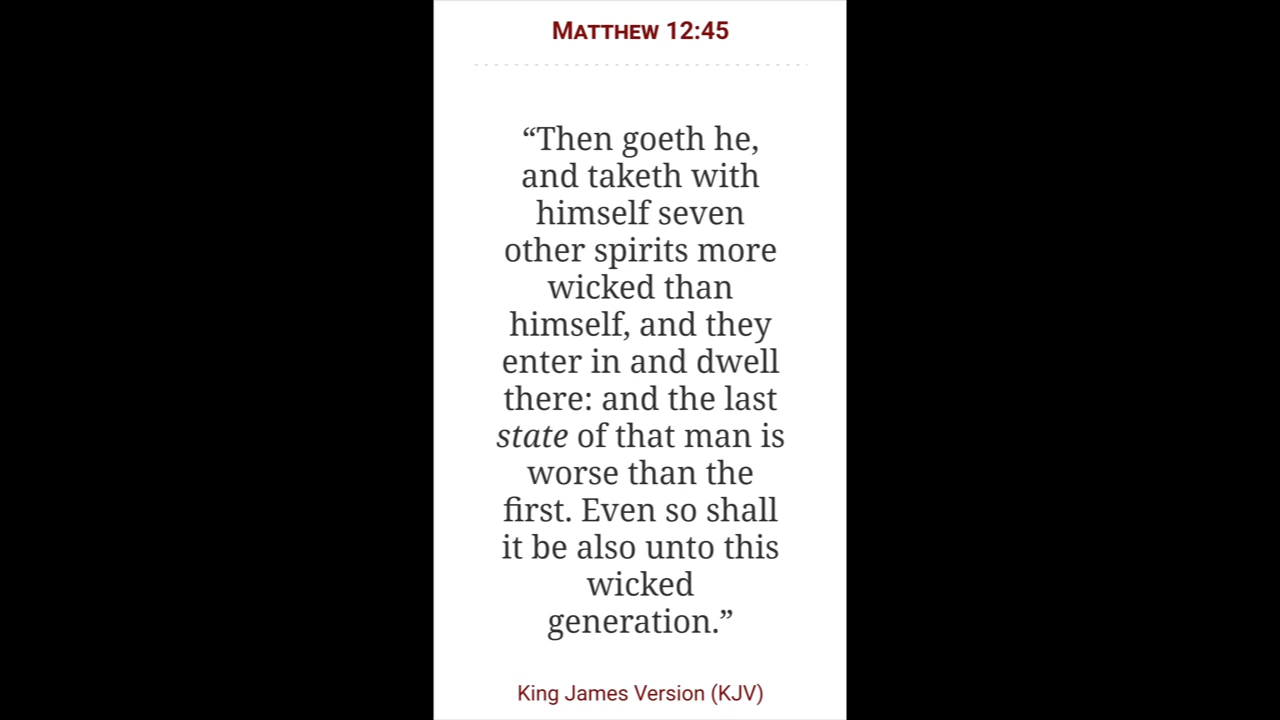 Matthew 12:45
“Then goeth he,
and taketh with
himself seven
other spirits more
wicked than
himself, and they
enter in and dwell
there: and the last
state of that man is
worse than the
first. Even so shall
it be also unto this
wicked
generation.”
King James Version (KJV)